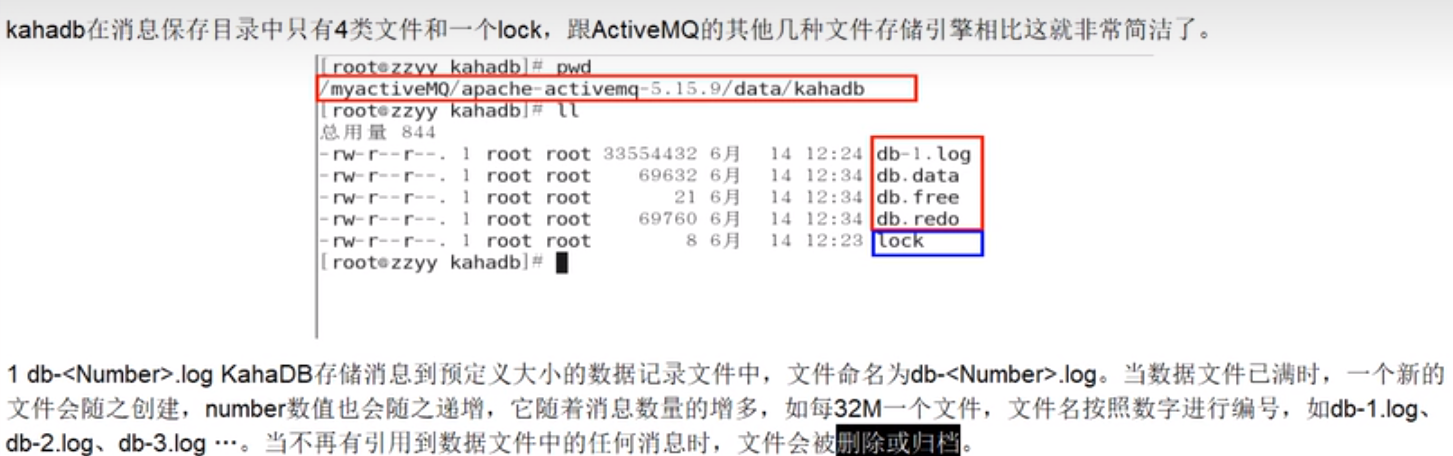 kahadb在消息保存目录中只有4类文件和一个lock，跟ActiveMQ的其他几种文件存储引擎相比这就非常简洁了。
[root@zzyy kahadb]# pwd
/myactiveMQ/apache-activemq-5.15.9/data/kahadb
[root@zzyy kahadb]# ll
总用量 844
-rw-r--r--. 1 root root 33554432 6月 14 12:24 db-1.log
-rw-r--r--. 1 root root 69632 6月 14 12:34 db.data
-rw-r--r--. 1 root root 21 6月 14 12:34 db.free
-rw-r--r--. 1 root root 69760 6月 14 12:34 db.redo
-rw-r--r--. 1 root root 8 6月 14 12:23 lock
[root@zzyy kahadb]#
1 db-<Number>.log KahaDB存储消息到预定义大小的数据记录文件中，文件命名为db-<Number>.log。当数据文件已满时，一个新的
文件会随之创建，number数值也会随之递增，它随着消息数量的增多，如每32M一个文件，文件名按照数字进行编号，如db-1.log、
db-2.log、db-3.log …。当不再有引用到数据文件中的任何消息时，文件会被删除或归档。